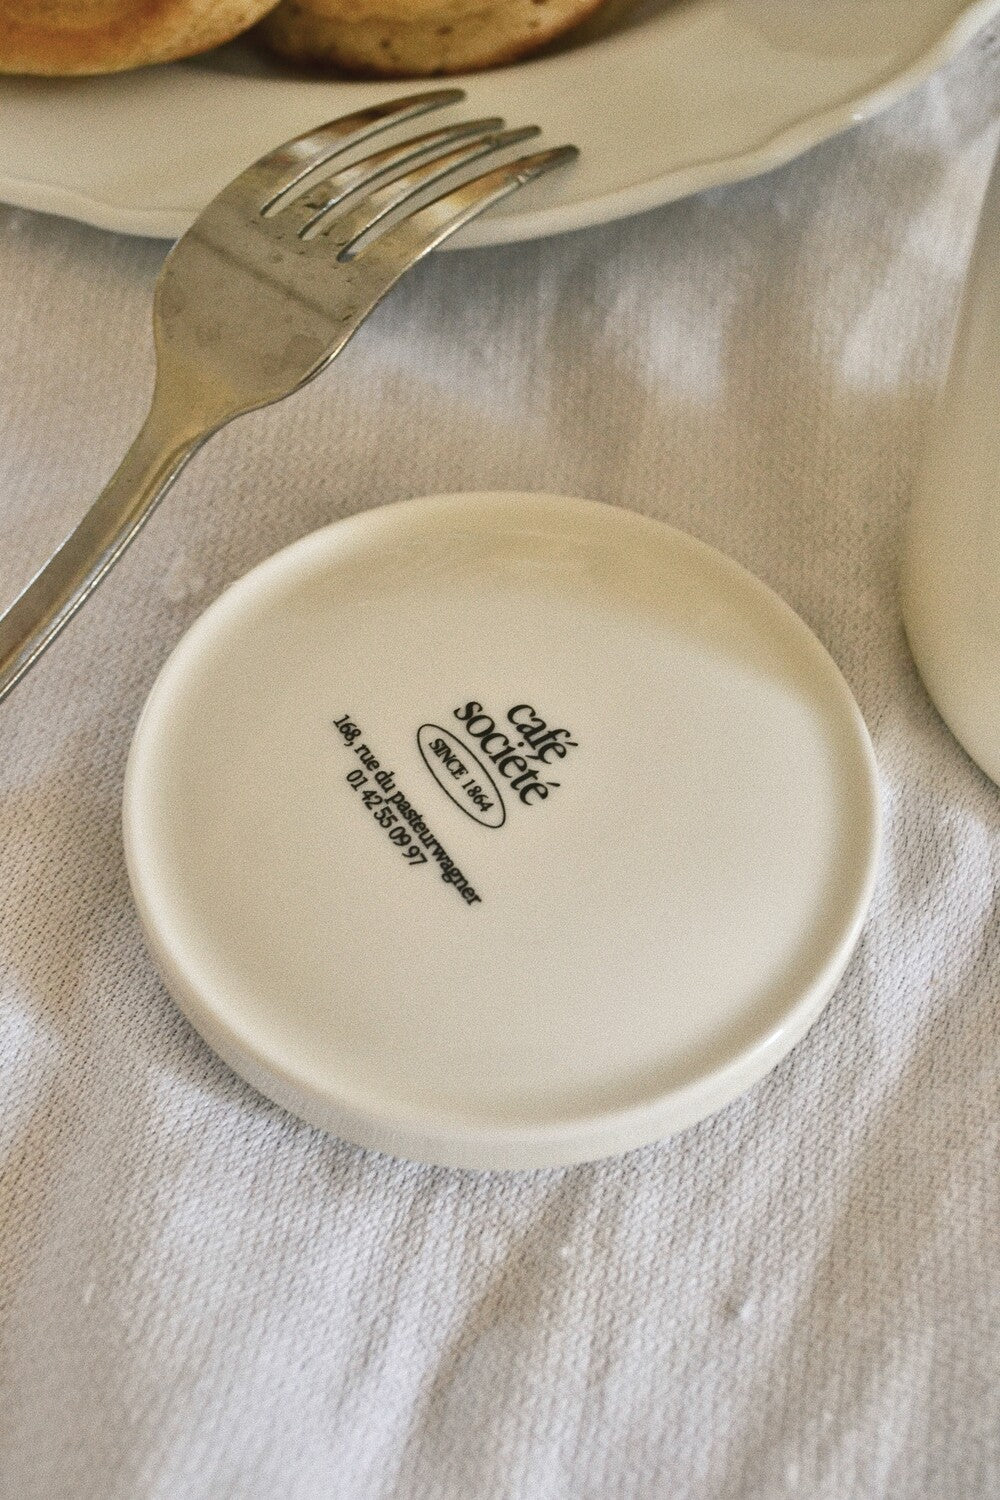 café
société
SINCE 1864
168, rue du pasteurwagner
01 42 55 09 97